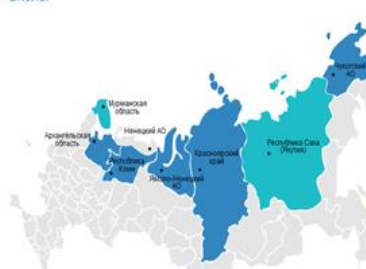 Чукотский
АО
Мурманская
область
Архангельская
область
Ненецкий АО
Республика
Коми
Ямало-Ненецкий
АО
Красноярский
край
Республика Саха
(Якутия)